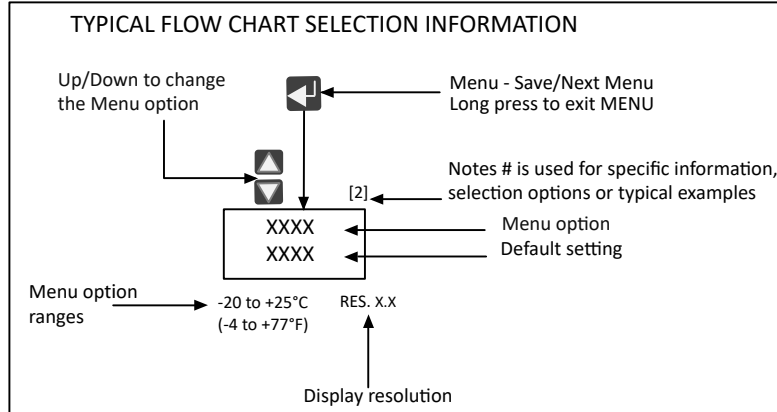 TYPICAL FLOW CHART SELECTION INFORMATION
Up/Down to change
the Menu option
Menu - Save/Next Menu
Long press to exit MENU
[2]
Notes # is used for specific information,
selection options or typical examples
XXXX
Menu option
XXXX
Default setting
Menu option
ranges
-20 to +25°C
(-4 to +77°F)
RES. X.X
Display resolution